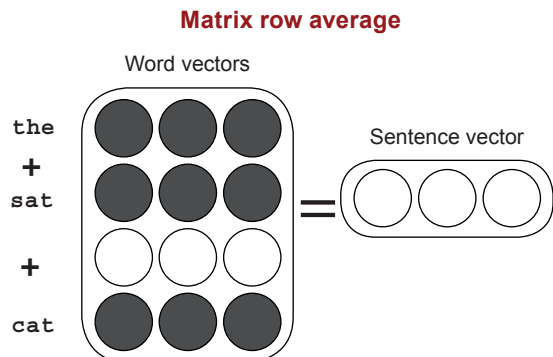 Matrix row average
Word vectors
the
+
sat
+
cat
=
Sentence vector